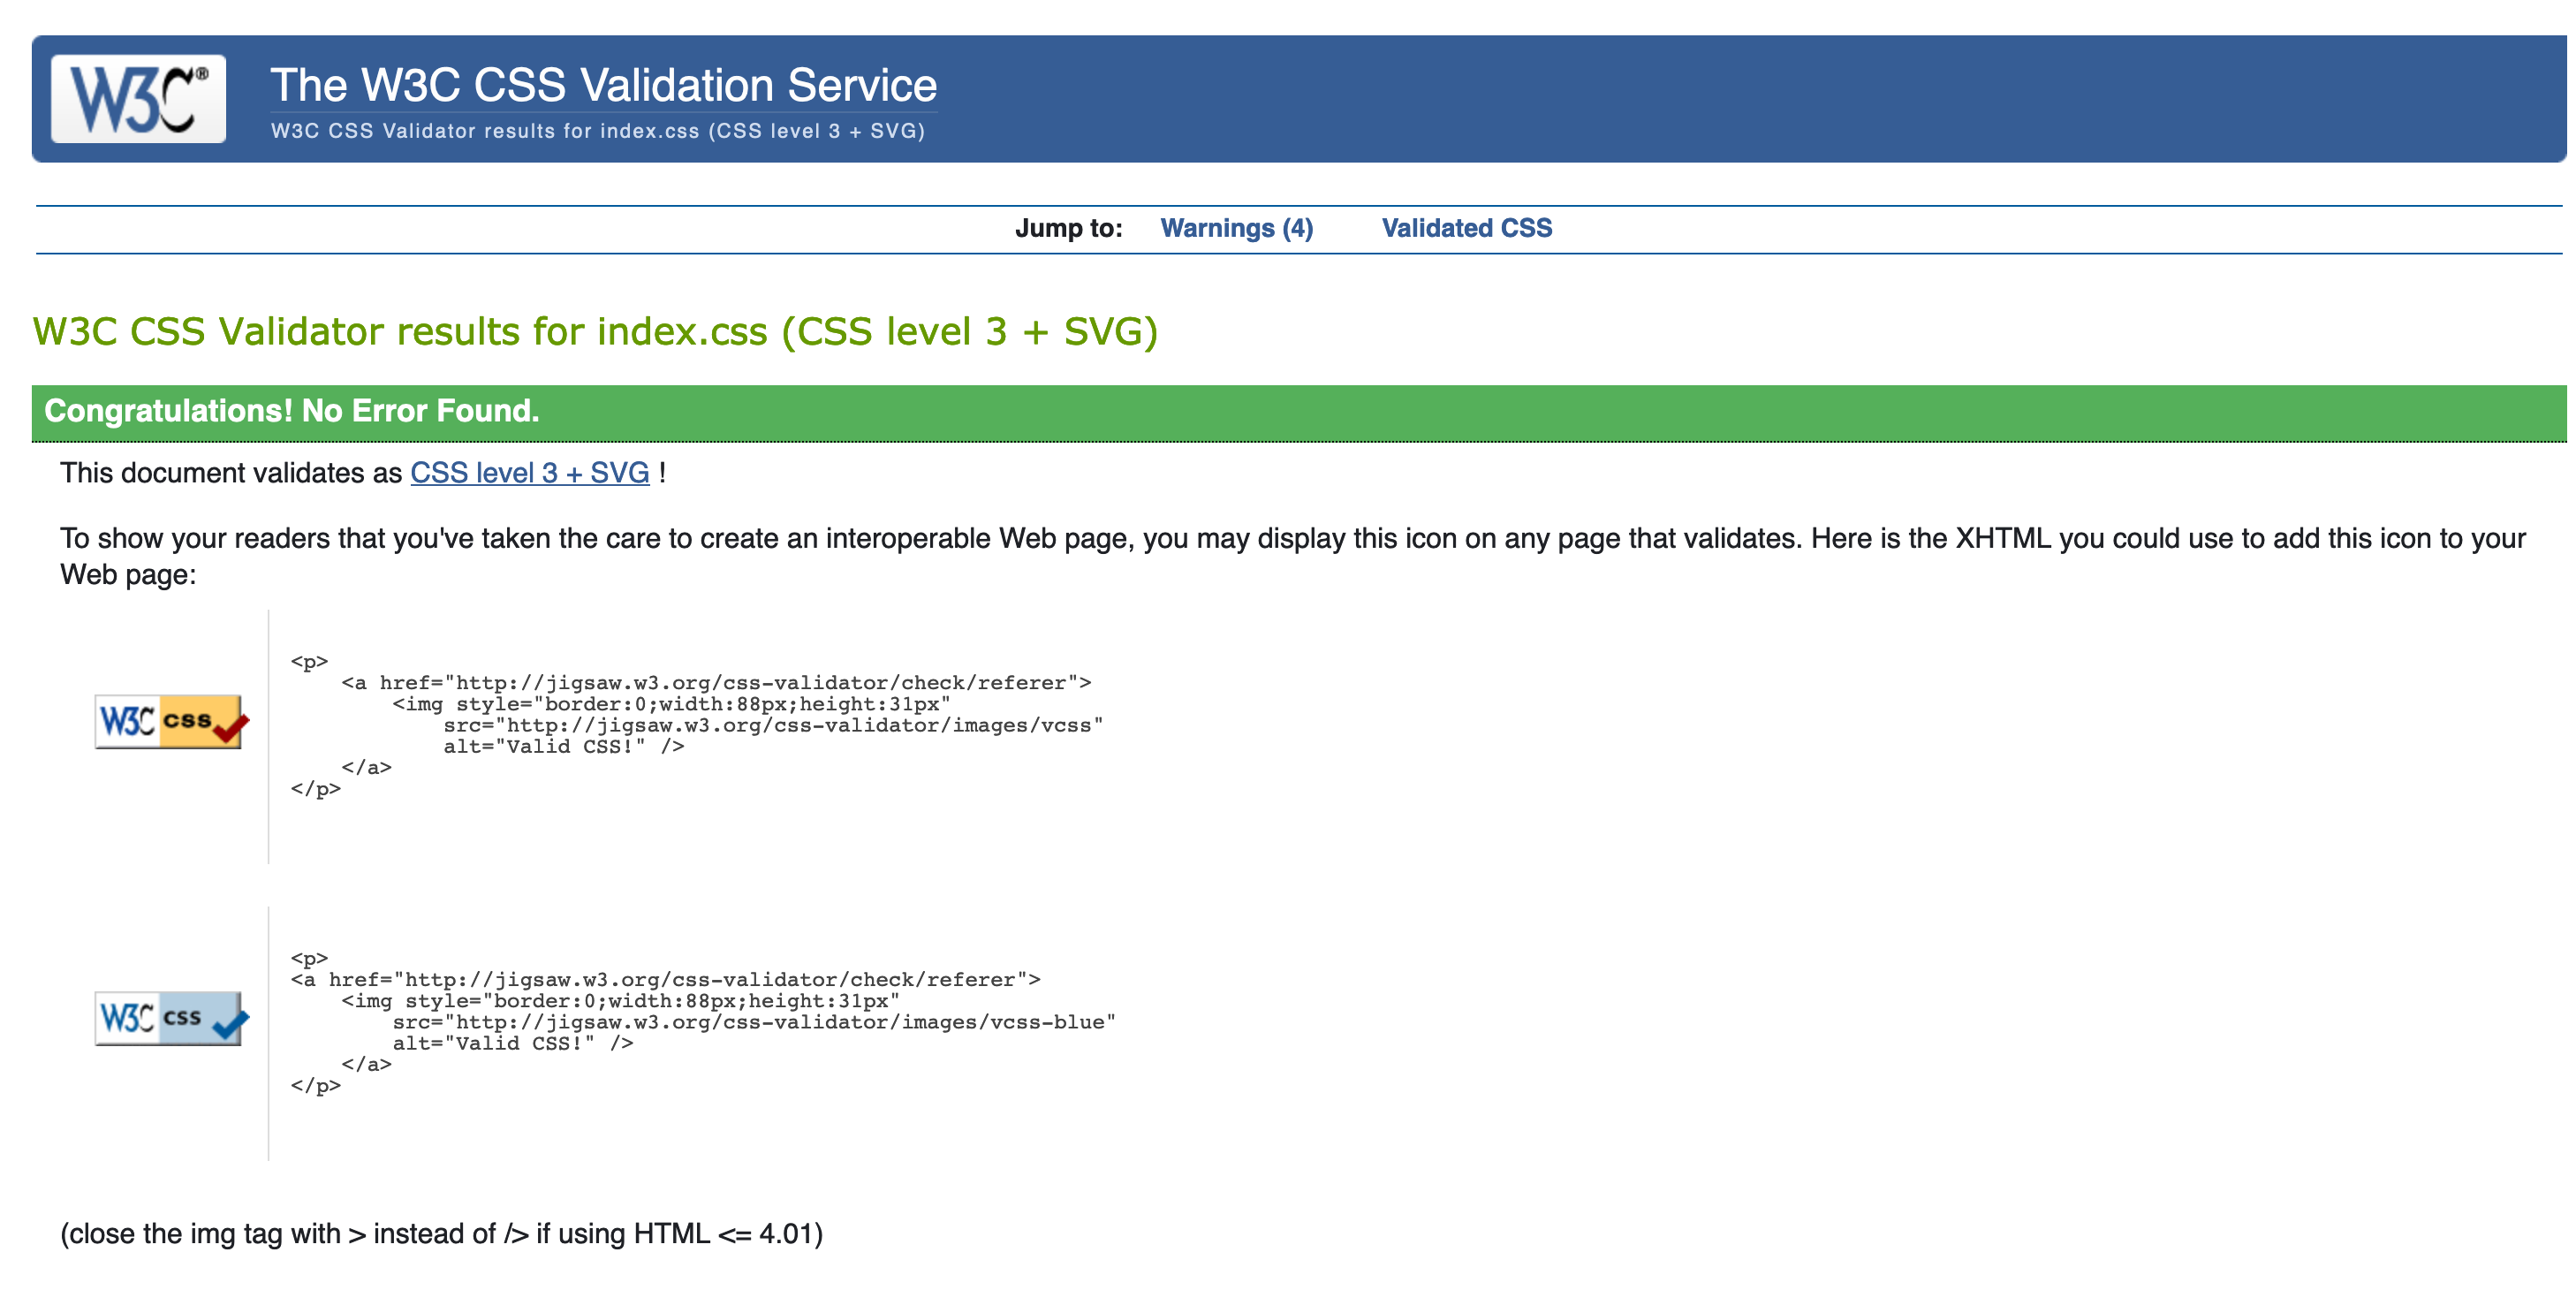 W3C®
The W3C CSS Validation Service
W3C CSS Validator results for index.css (CSS level 3 + SVG)
Jump to: Warnings (4) Validated CSS
W3C CSS Validator results for index.css (CSS level 3 + SVG)
Congratulations! No Error Found.
This document validates as CSS level 3 + SVG !
To show your readers that you've taken the care to create an interoperable Web page, you may display this icon on any page that validates. Here is the XHTML you could use to add this icon to your
Web page:
W3C css
<p>
    <a href="http://jigsaw.w3.org/css-validator/check/referer">
        <img style="border:0;width:88px;height:31px"
            src="http://jigsaw.w3.org/css-validator/images/vcss"
            alt="Valid CSS!" />
    </a>
</p>
W3C css
<p>
<a href="http://jigsaw.w3.org/css-validator/check/referer">
    <img style="border:0;width:88px;height:31px"
        src="http://jigsaw.w3.org/css-validator/images/vcss-blue"
        alt="Valid CSS!" />
    </a>
</p>
(close the img tag with > instead of /> if using HTML <= 4.01)